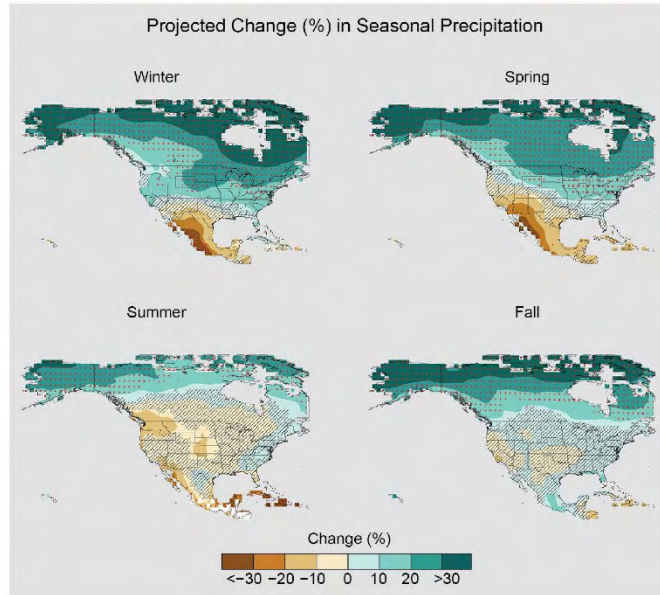 Projected Change (%) in Seasonal Precipitation
Winter
Spring
Summer
Fall
Change (%)
<−30 −20 −10 0 10 20 >30